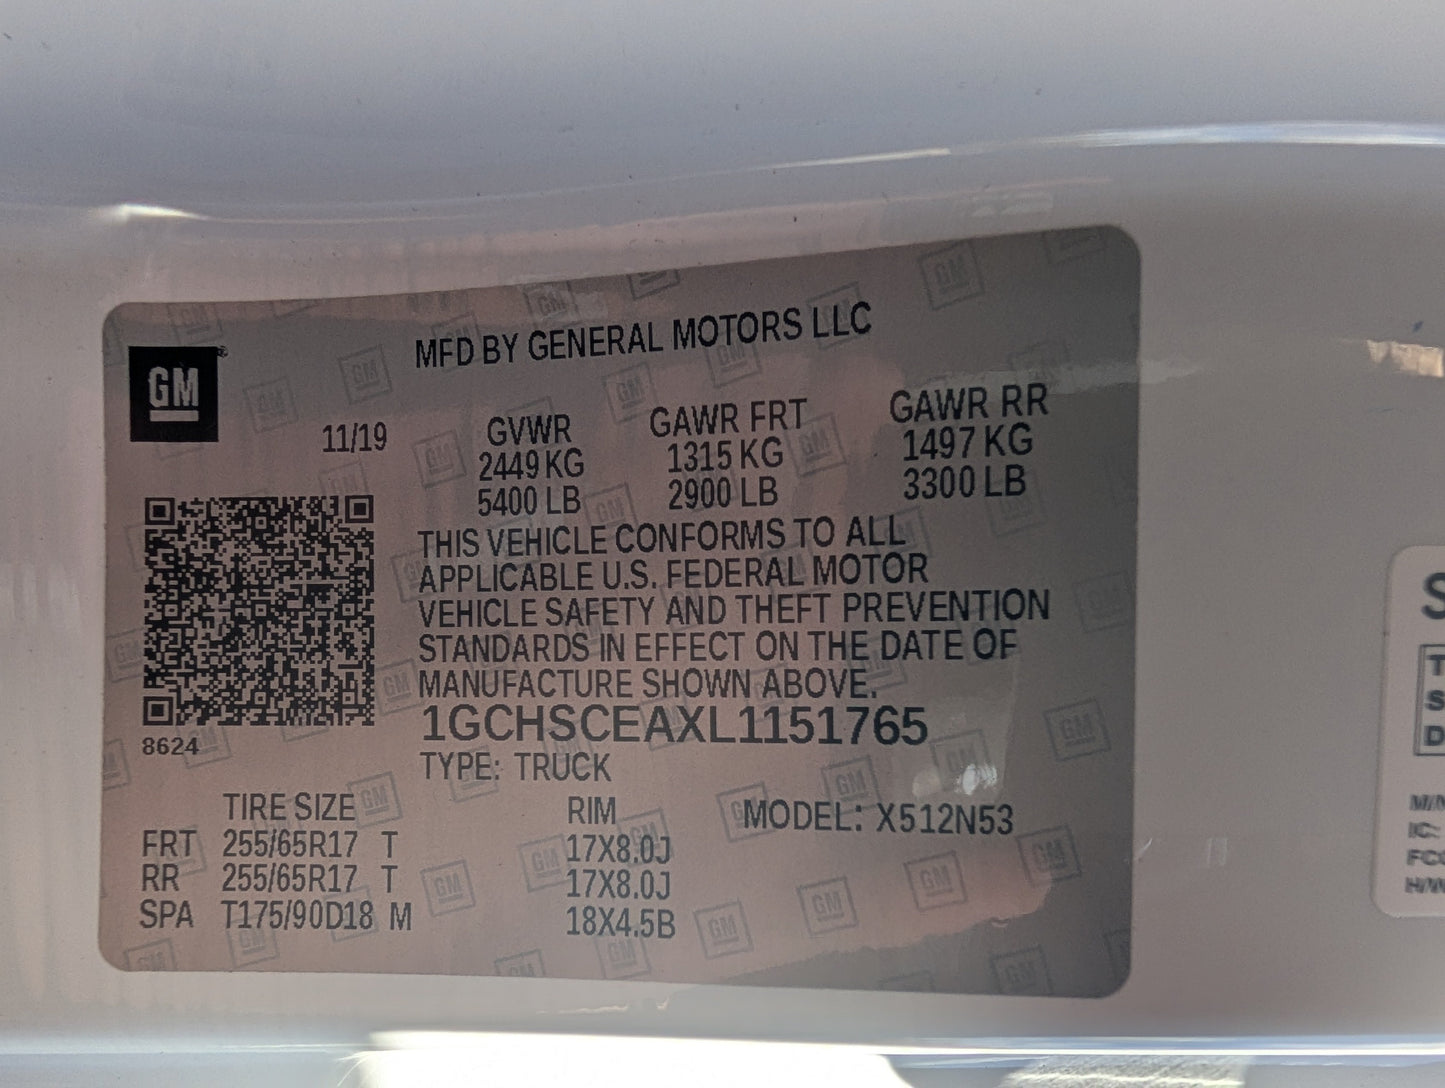 GM
MFD BY GENERAL MOTORS LLC
11/19
GVWR GAWR FRT GAWR RR
2449 KG 1315 KG 1497 KG
5400 LB 2900 LB 3300 LB
THIS VEHICLE CONFORMS TO ALL
APPLICABLE U.S. FEDERAL MOTOR
VEHICLE SAFETY AND THEFT PREVENTION
STANDARDS IN EFFECT ON THE DATE OF
MANUFACTURE SHOWN ABOVE.
1GCHSCEAXL1151765
8624
TYPE: TRUCK
TIRE SIZE RIM MODEL: X512N53
FRT 255/65R17 T 17X8.0J
RR 255/65R17 T 17X8.0J
SPA T175/90D18 M 18X4.5B
S
T
S
D
M/N
IC:
FCC
H/W